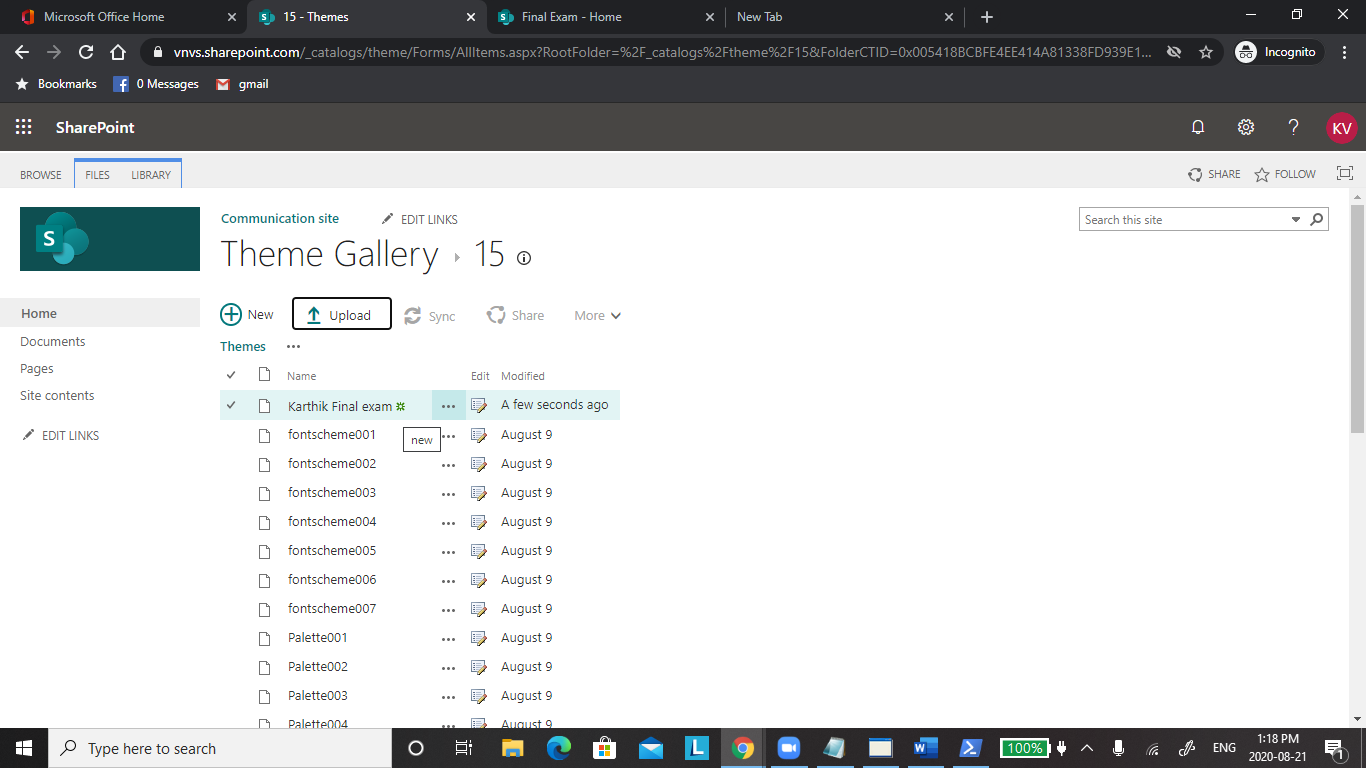 Microsoft Office Home
15 - Themes
Final Exam - Home
New Tab
vnvs.sharepoint.com/_catalogs/theme/Forms/AllItems.aspx?RootFolder=%2F_catalogs%2Ftheme%2F15&FolderCTID=0x005418BCBFE4EE414A81338FD939E1...
Incognito
Bookmarks
0 Messages
gmail
SharePoint
KV
BROWSE
FILES
LIBRARY
SHARE
FOLLOW
S
Communication site
EDIT LINKS
Search this site
Theme Gallery
15
Home
Documents
Pages
Site contents
EDIT LINKS
New
Upload
Sync
Share
More
Themes
Name Edit Modified
Karthik Final exam A few seconds ago
fontscheme001 August 9
new
fontscheme002 August 9
fontscheme003 August 9
fontscheme004 August 9
fontscheme005 August 9
fontscheme006 August 9
fontscheme007 August 9
Palette001 August 9
Palette002 August 9
Palette003 August 9
Palette004 August 9
Type here to search
L
100%
ENG
1:18 PM
2020-08-21
1